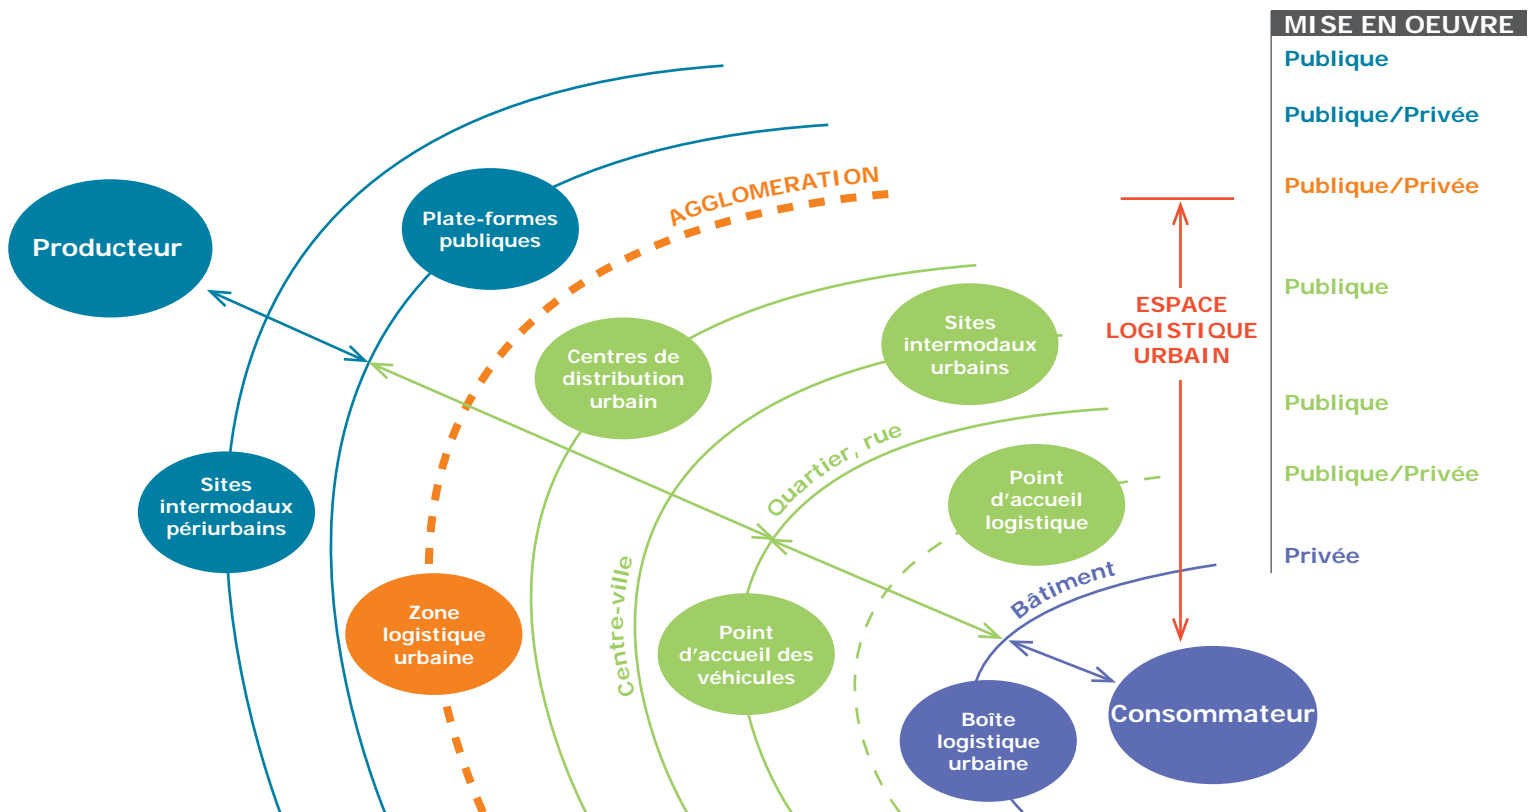 MISE EN OEUVRE
Publique
Publique/Privée
Publique/Privée
Publique
Publique
Publique/Privée
Privée
Producteur
Plate-formes
publiques
AGGLOMERATION
Sites
intermodaux
périurbains
Zone
logistique
urbaine
Centres de
distribution
urbain
Centre-ville
Sites
intermodaux
urbains
Quartier, rue
Point
d’accueil des
véhicules
Point
d’accueil
logistique
Bâtiment
Boîte
logistique
urbaine
Consommateur
ESPACE
LOGISTIQUE
URBAIN